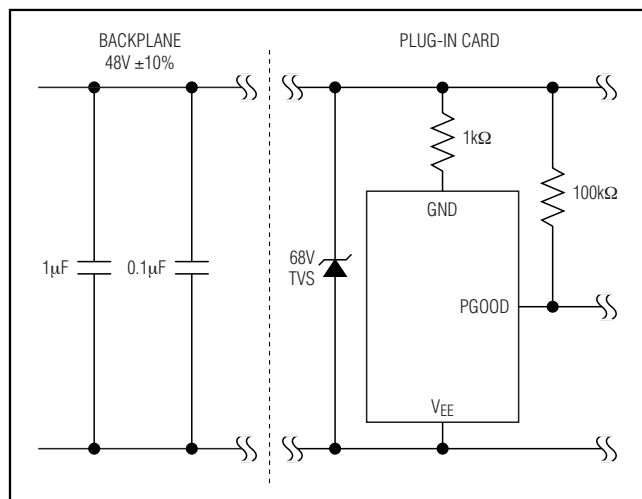 BACKPLANE
48V ±10%
PLUG-IN CARD
1kΩ
100kΩ
GND
1µF
0.1µF
68V
TVS
PGOOD
VEE